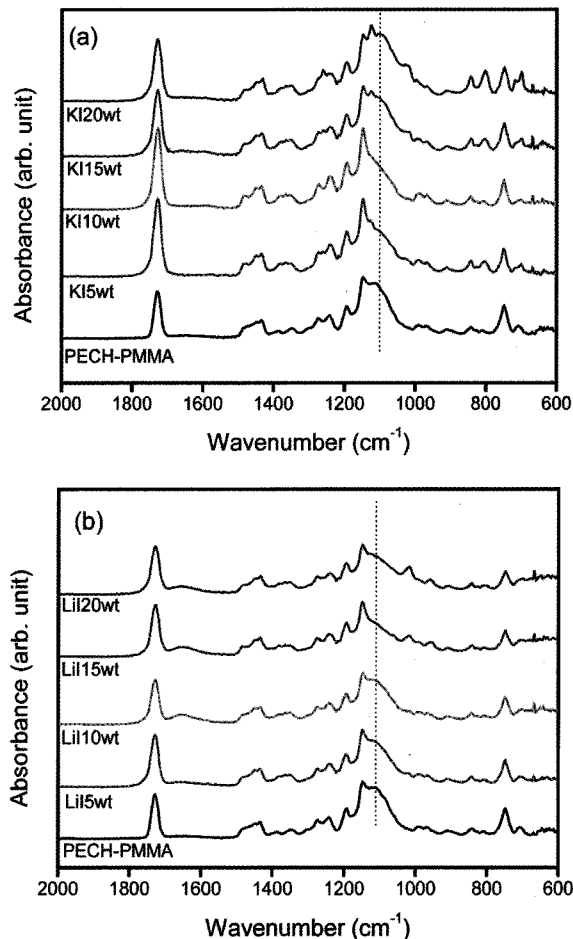 (a)
Absorbance (arb. unit)
KI20wt
KI15wt
KI10wt
KI5wt
PECH-PMMA
2000 1800 1600 1400 1200 1000 800 600
Wavenumber (cm⁻¹)
(b)
Absorbance (arb. unit)
LiI20wt
LiI15wt
LiI10wt
LiI5wt
PECH-PMMA
2000 1800 1600 1400 1200 1000 800 600
Wavenumber (cm⁻¹)